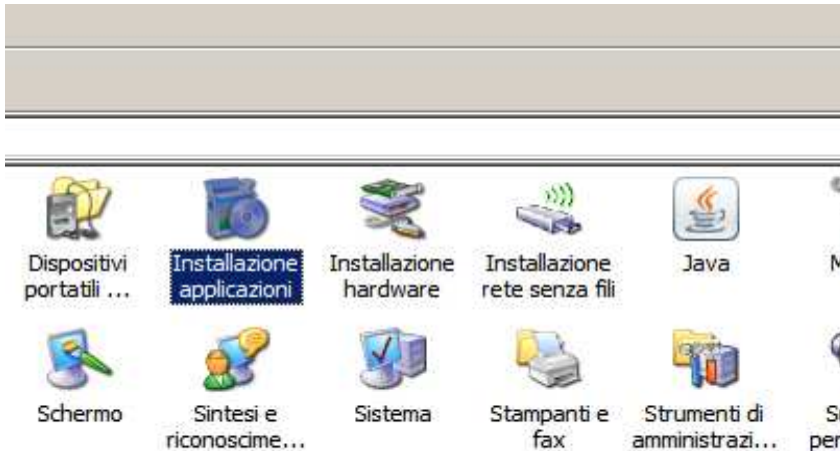 Dispositivi
portatili ...
Installazione
applicazioni
Installazione
hardware
Installazione
rete senza fili
Java
Schermo
Sintesi e
riconoscime...
Sistema
Stampanti e
fax
Strumenti di
amministrazi...